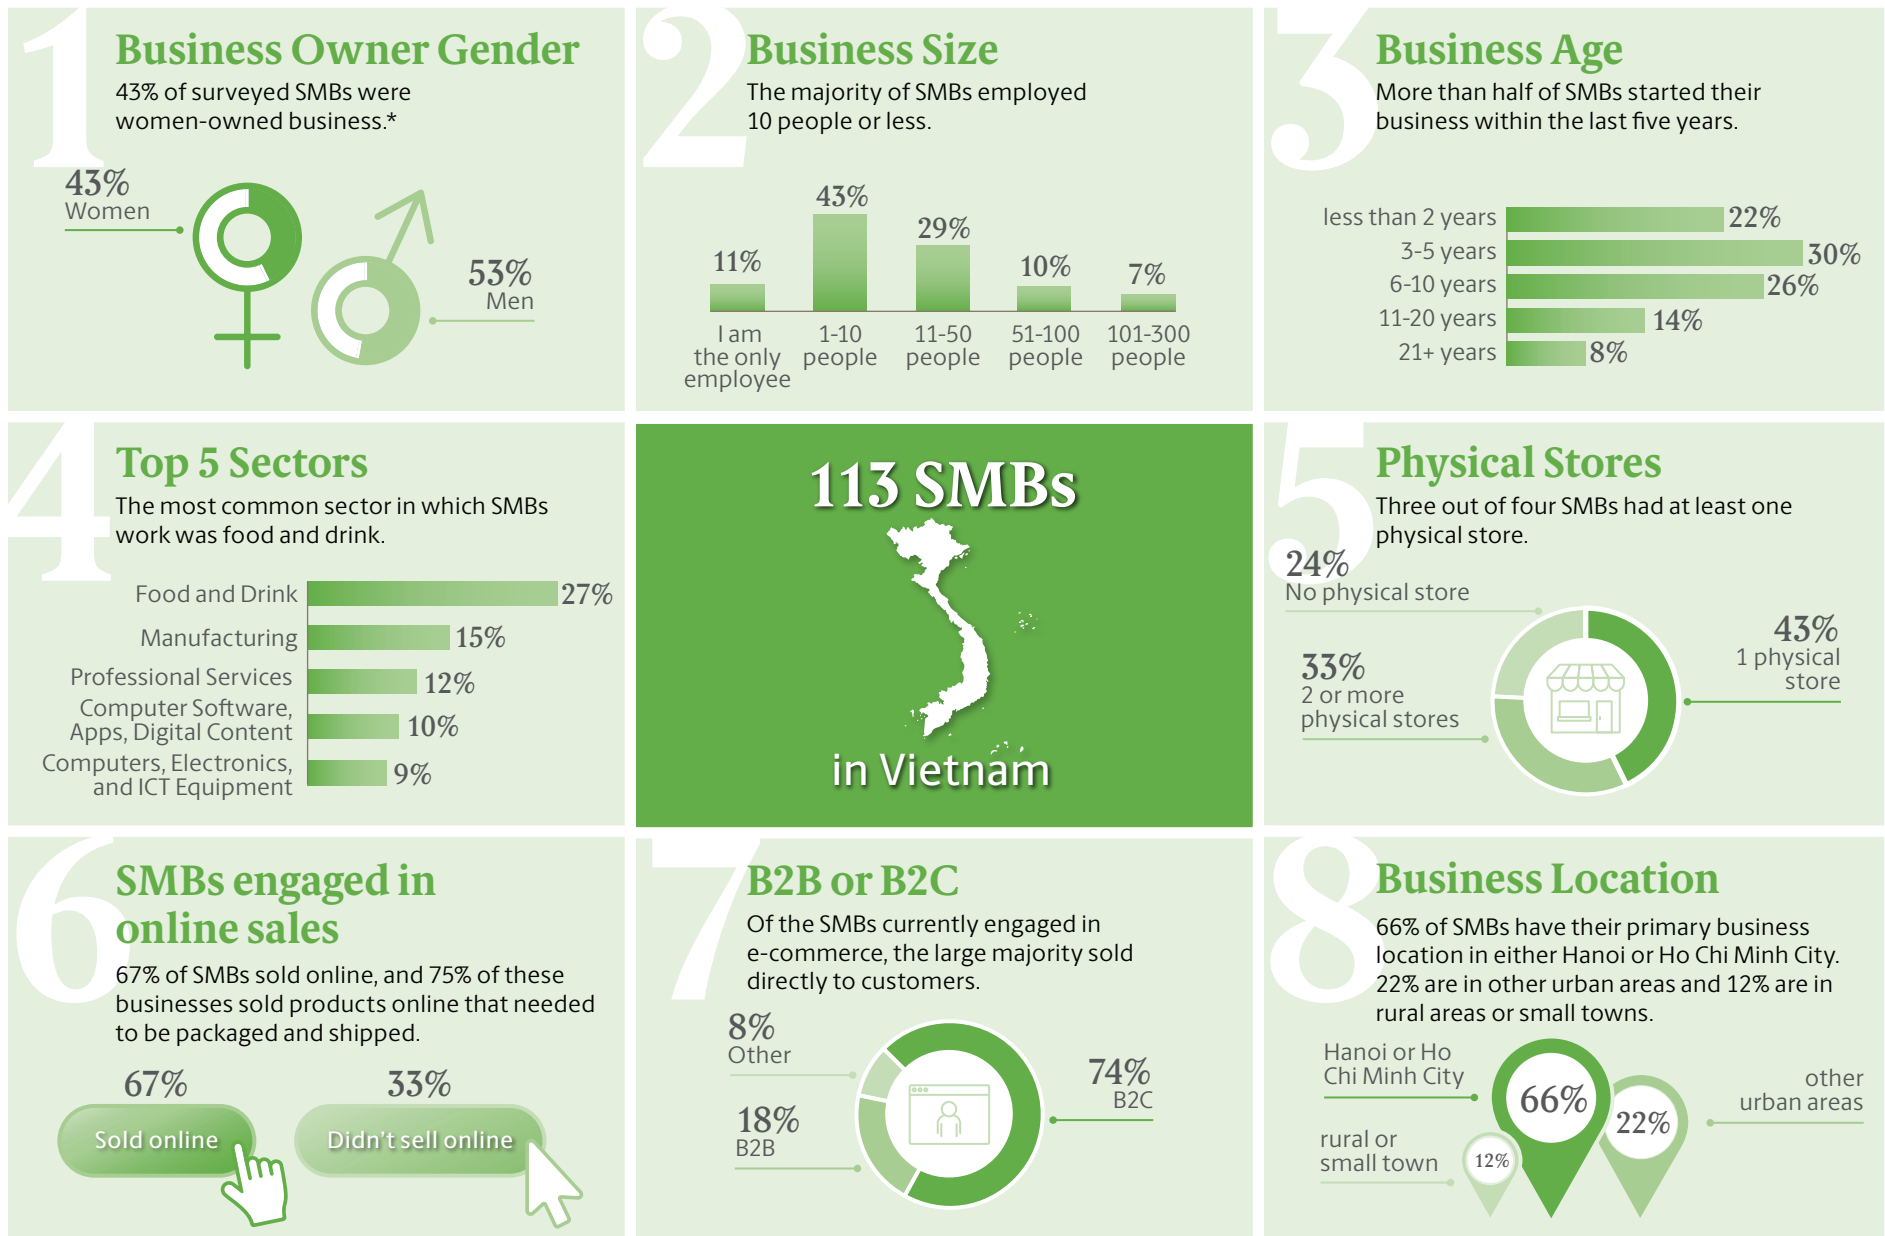 1
Business Owner Gender
43% of surveyed SMBs were
women-owned business.*
43%
Women
53%
Men
2
Business Size
The majority of SMBs employed
10 people or less.
11%
43%
29%
10%
7%
I am
the only
employee
1-10
people
11-50
people
51-100
people
101-300
people
3
Business Age
More than half of SMBs started their
business within the last five years.
less than 2 years 22%
3-5 years 30%
6-10 years 26%
11-20 years 14%
21+ years 8%
4
Top 5 Sectors
The most common sector in which SMBs
work was food and drink.
Food and Drink 27%
Manufacturing 15%
Professional Services 12%
Computer Software,
Apps, Digital Content 10%
Computers, Electronics,
and ICT Equipment 9%
113 SMBs
in Vietnam
5
Physical Stores
Three out of four SMBs had at least one
physical store.
24%
No physical store
33%
2 or more
physical stores
43%
1 physical
store
6
SMBs engaged in
online sales
67% of SMBs sold online, and 75% of these
businesses sold products online that needed
to be packaged and shipped.
67%
Sold online
33%
Didn't sell online
7
B2B or B2C
Of the SMBs currently engaged in
e-commerce, the large majority sold
directly to customers.
8%
Other
18%
B2B
74%
B2C
8
Business Location
66% of SMBs have their primary business
location in either Hanoi or Ho Chi Minh City.
22% are in other urban areas and 12% are in
rural areas or small towns.
Hanoi or Ho
Chi Minh City
66%
other
urban areas
22%
rural or
small town
12%